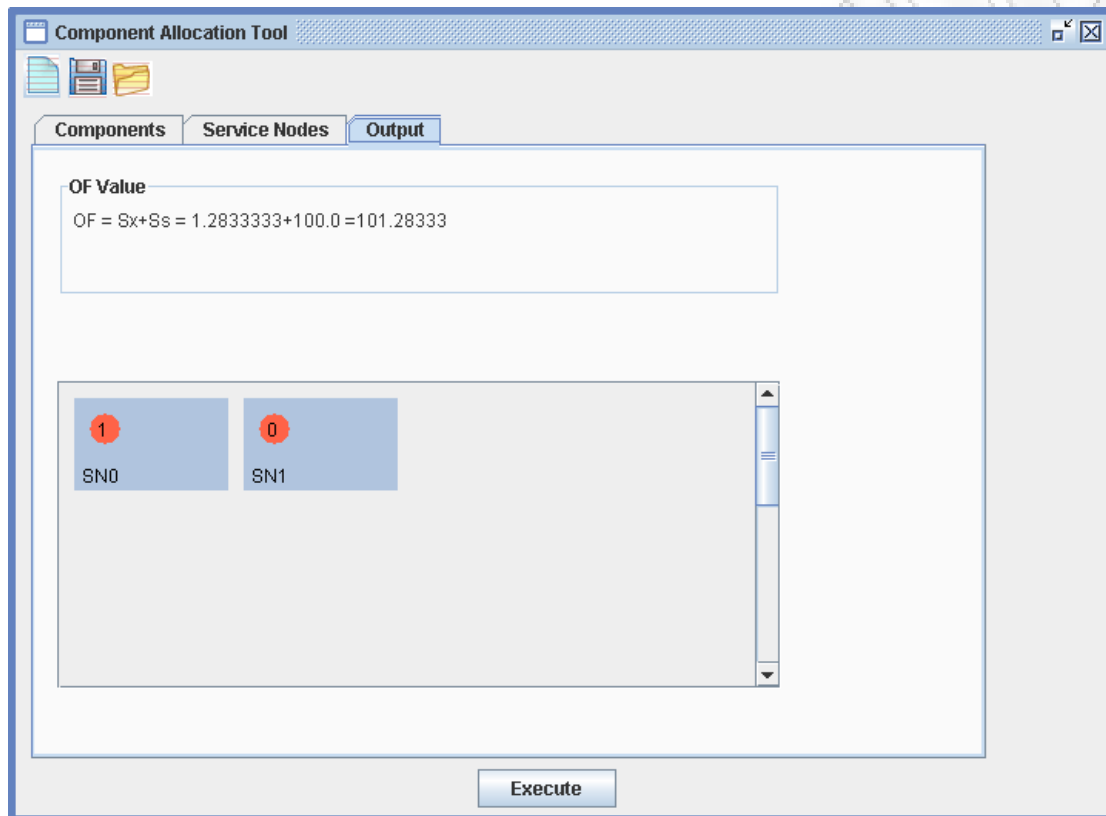 Component Allocation Tool
Components Service Nodes Output
OF Value
OF = Sx+Ss = 1.2833333+100.0 =101.28333
1 0
SN0 SN1
Execute